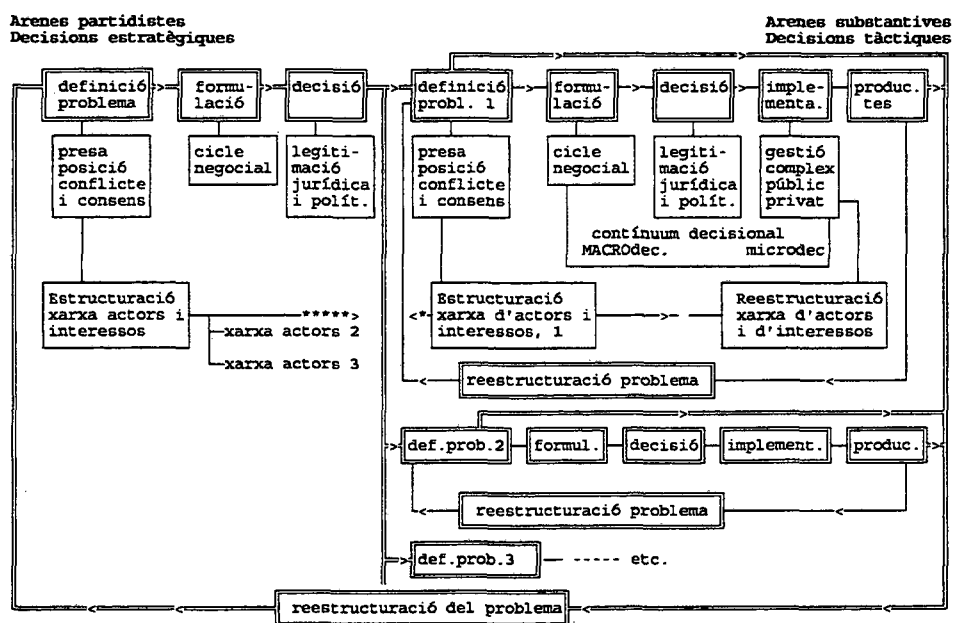 Arenes partidistes
Decisions estratègiques
Arenes substantives
Decisions tàctiques
definició
problema
formu-
lació
decisió
definició
probl. 1
formu-
lació
decisió
imple-
menta.
produc.
tes
presa
posició
conflicte
i consens
cicle
negocial
legiti-
mació
jurídica
i polít.
presa
posició
conflicte
i consens
cicle
negocial
legiti-
mació
jurídica
i polít.
gestió
complex
públic
privat
contínuum decisional
MACROdec. microdec
Estructuració
xarxa actors i
interessos
*****>
xarxa actors 2
xarxa actors 3
<*
Estructuració
xarxa d'actors i
interessos, 1
Reestructuració
xarxa d'actors
i d'interessos
reestructuració problema
def.prob.2
formul.
decisió
implement.
produc.
reestructuració problema
def.prob.3
----- etc.
reestructuració del problema